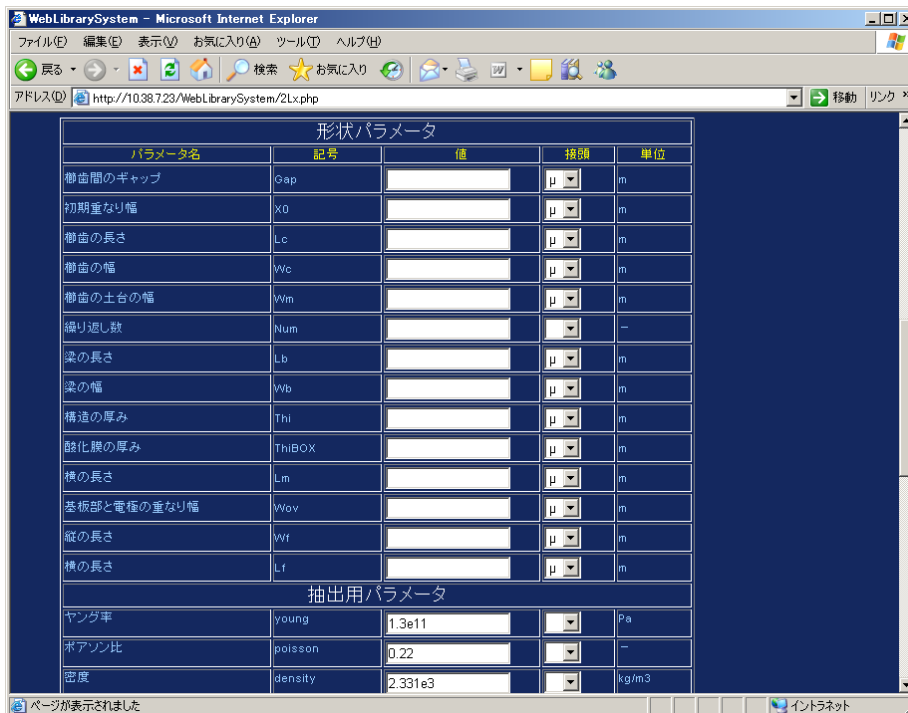 WebLibrarySystem - Microsoft Internet Explorer
ファイル(F) 編集(E) 表示(V) お気に入り(A) ツール(T) ヘルプ(H)
戻る 検索 お気に入り
アドレス(D) http://10.38.7.23/WebLibrarySystem/2Lx.php 移動 リンク »
形状パラメータ
パラメータ名 記号 値 接頭 単位
櫛歯間のギャップ Gap μ m
初期重なり幅 X0 μ m
櫛歯の長さ Lc μ m
櫛歯の幅 Wc μ m
櫛歯の土台の幅 Wm μ m
繰り返し数 Num −
梁の長さ Lb μ m
梁の幅 Wb μ m
構造の厚み Thi μ m
酸化膜の厚み ThiBOX μ m
横の長さ Lm μ m
基板部と電極の重なり幅 Wov μ m
縦の長さ Wf μ m
横の長さ Lf μ m
抽出用パラメータ
ヤング率 young 1.3e11 Pa
ポアソン比 poisson 0.22 −
密度 density 2.331e3 kg/m3
ページが表示されました イントラネット